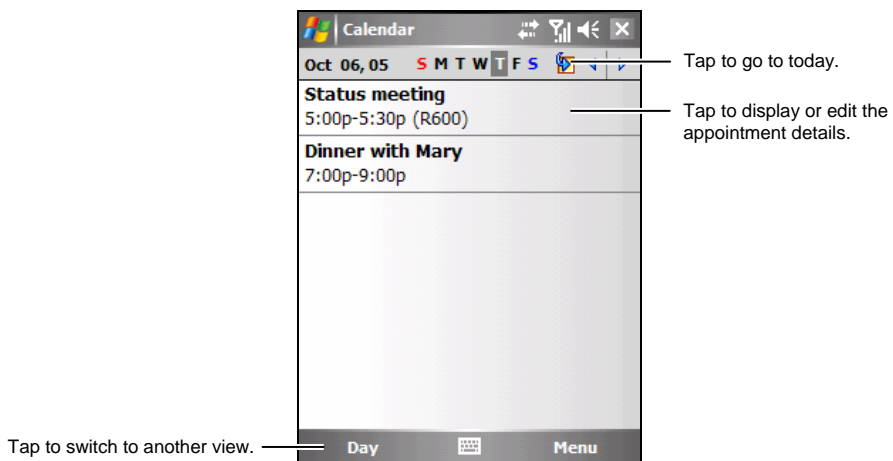 Calendar
Oct 06, 05 S M T W T F S
Tap to go to today.
Status meeting
5:00p-5:30p (R600)
Tap to display or edit the
appointment details.
Dinner with Mary
7:00p-9:00p
Tap to switch to another view.
Day
Menu